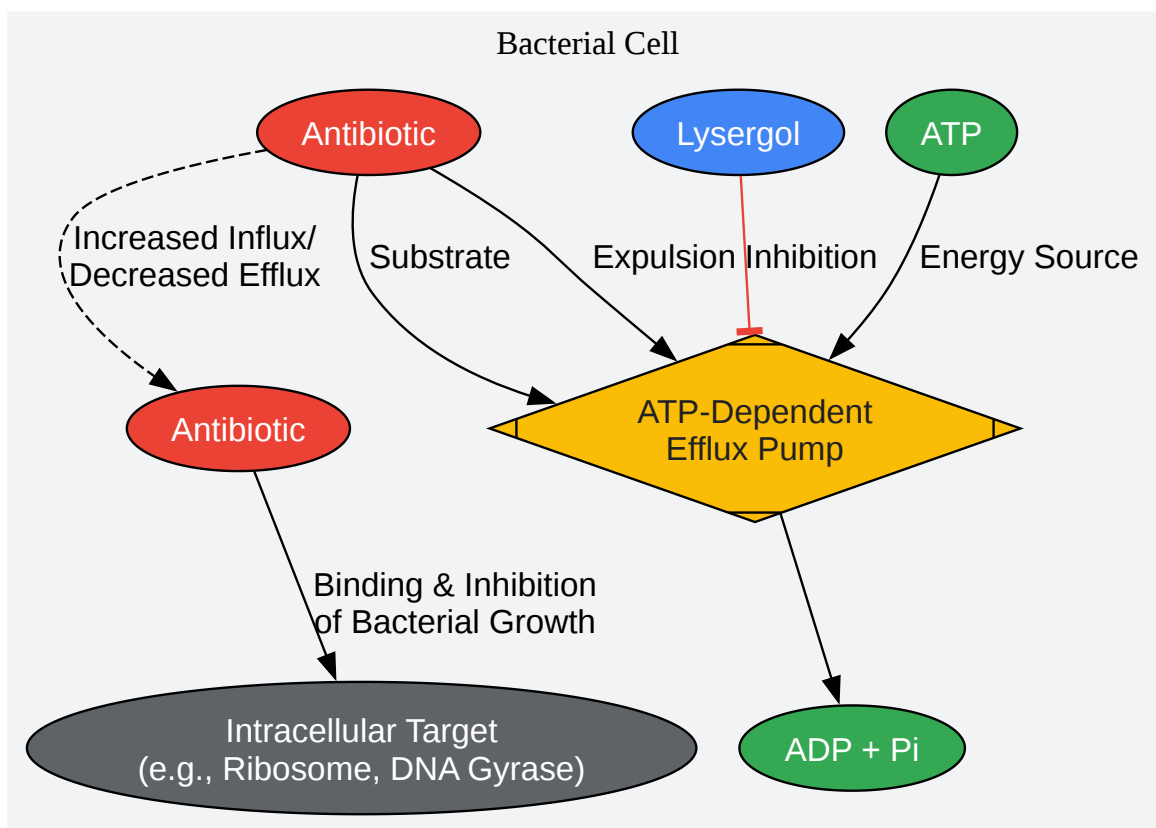 Bacterial Cell
Antibiotic
Lysergol
ATP
Increased Influx/
Decreased Efflux
Substrate
Expulsion
Inhibition
Energy Source
Antibiotic
ATP-Dependent
Efflux Pump
Binding & Inhibition
of Bacterial Growth
Intracellular Target
(e.g., Ribosome, DNA Gyrase)
ADP + Pi